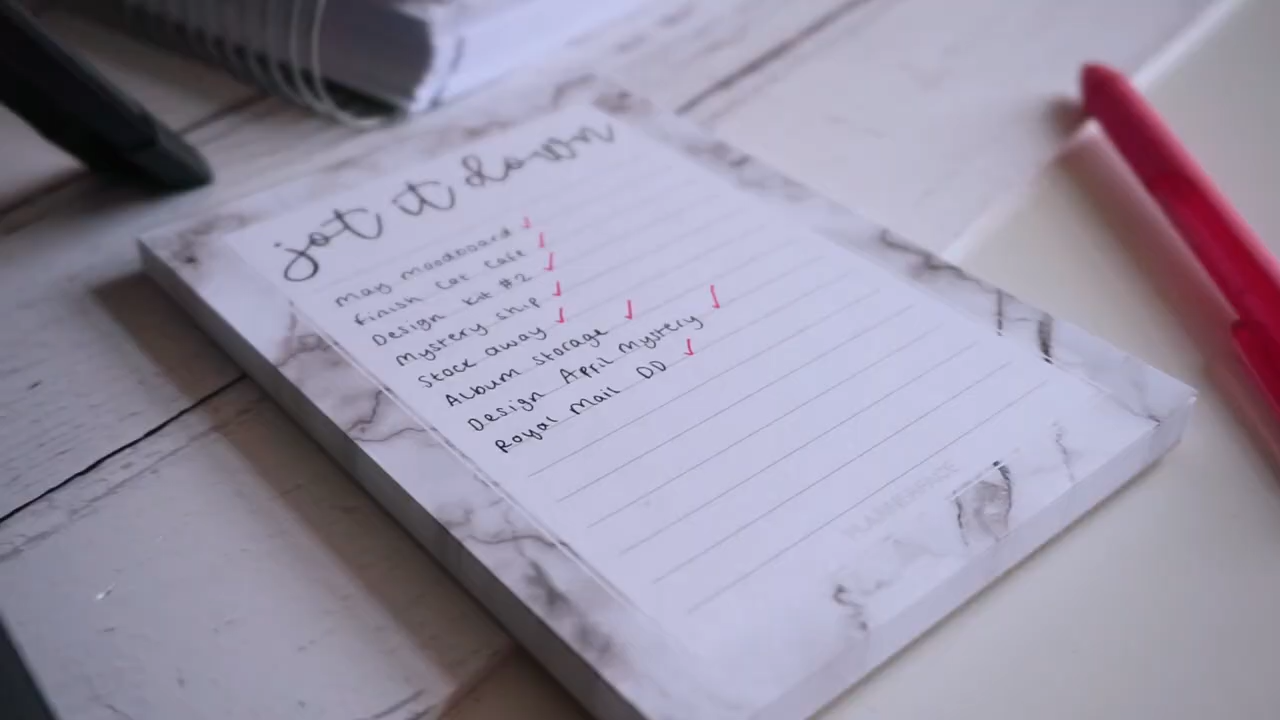 jot it down
May moodboard ✓
Finish Cat Cafe ✓
Design Kit #2 ✓
Mystery Ship ✓
Stock away ✓
Album Storage ✓
Design April Mystery ✓
Royal Mail DD ✓